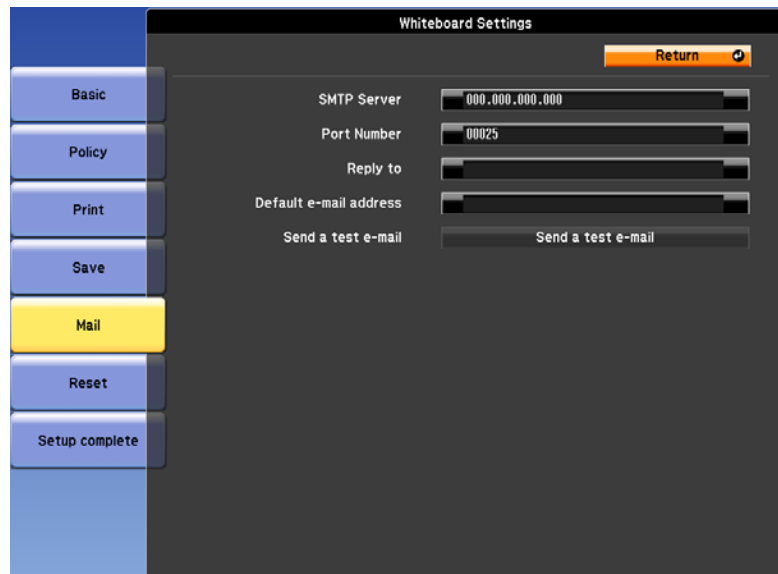 Whiteboard Settings
Return
Basic
Policy
Print
Save
Mail
Reset
Setup complete
SMTP Server 000.000.000.000
Port Number 00025
Reply to
Default e-mail address
Send a test e-mail Send a test e-mail